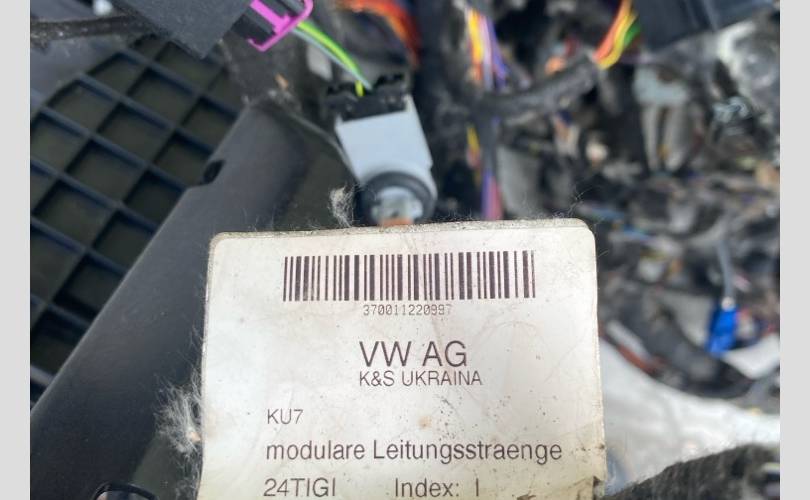 370011220997
VW AG
K&S UKRAINA
KU7
modulare Leitungsstraenge
24TIGI Index: I